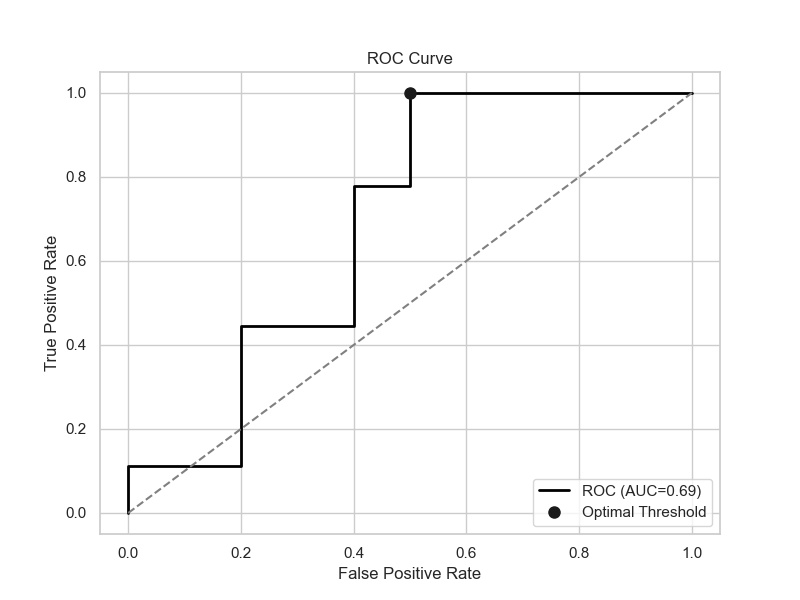 ROC Curve
1.0
0.8
0.6
0.4
0.2
0.0
True Positive Rate
0.0 0.2 0.4 0.6 0.8 1.0
False Positive Rate
ROC (AUC=0.69)
Optimal Threshold